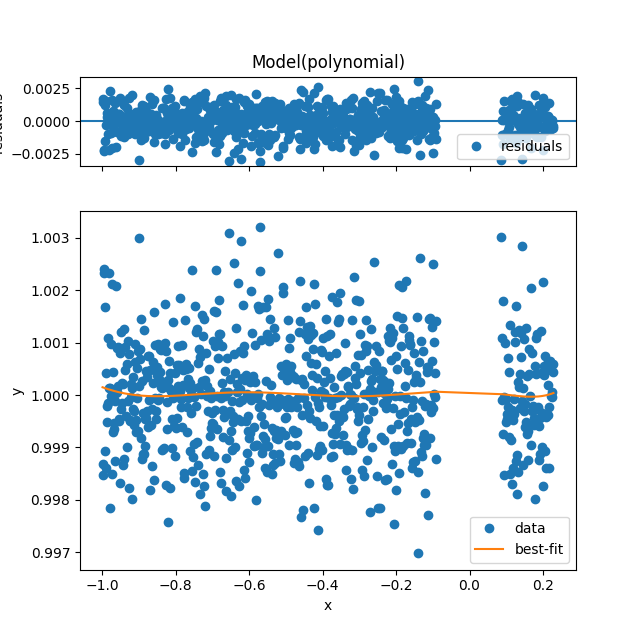 Model(polynomial)
0.0025
0.0000
−0.0025
residuals
1.003
1.002
1.001
1.000
0.999
0.998
0.997
y
data
best-fit
−1.0 −0.8 −0.6 −0.4 −0.2 0.0 0.2
x